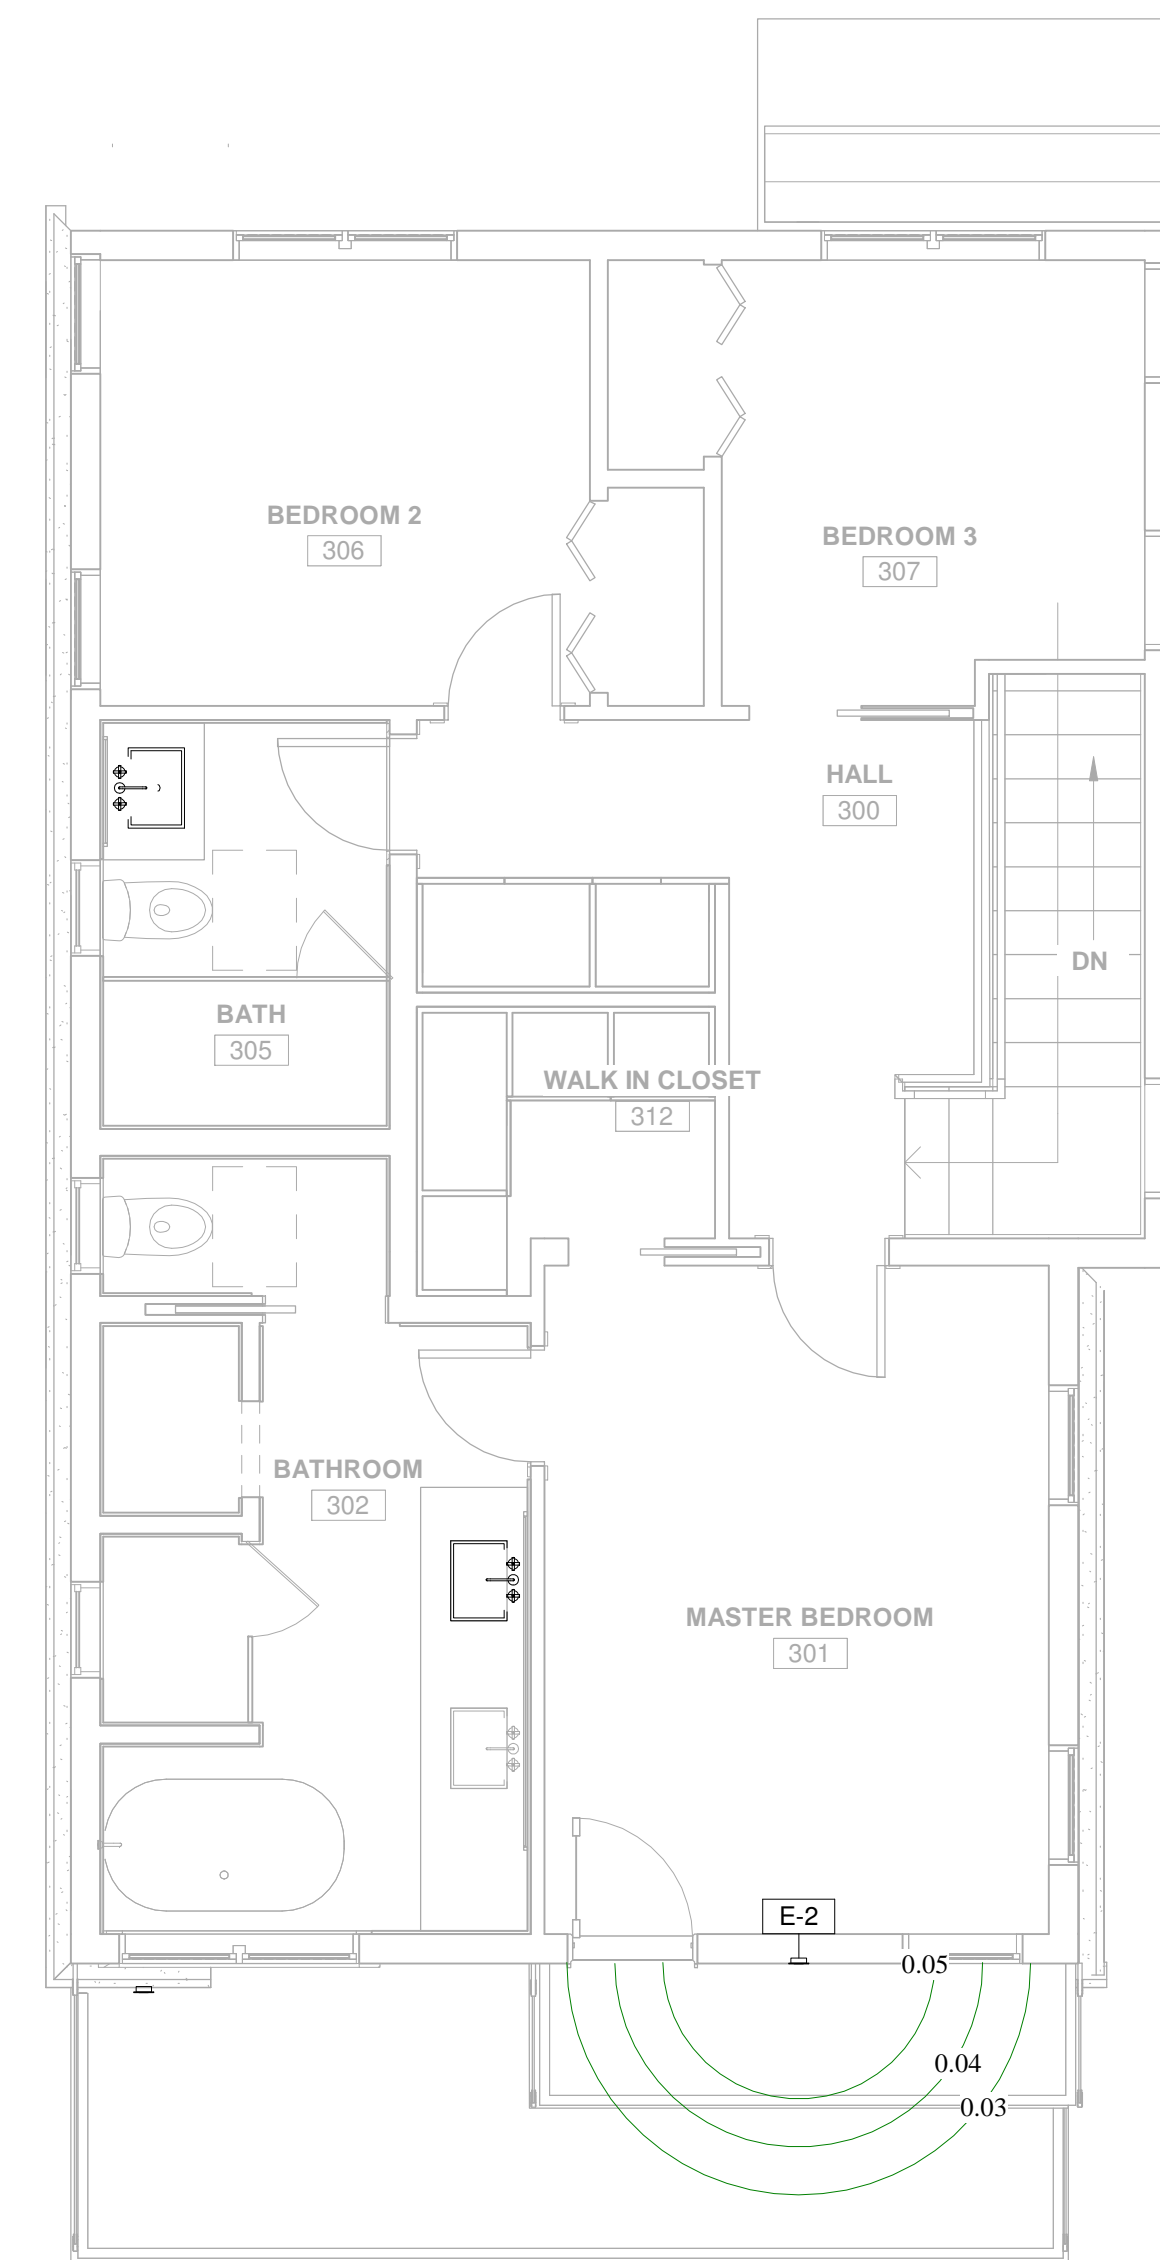 BEDROOM 2
306
BEDROOM 3
307
HALL
300
DN
BATH
305
WALK IN CLOSET
312
BATHROOM
302
MASTER BEDROOM
301
E-2
0.05
0.04
0.03